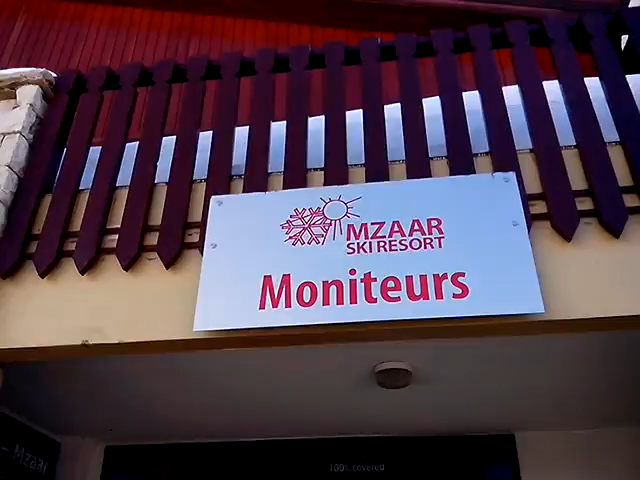 MZAAR
SKI RESORT
Moniteurs
– Mzaar
100% covered